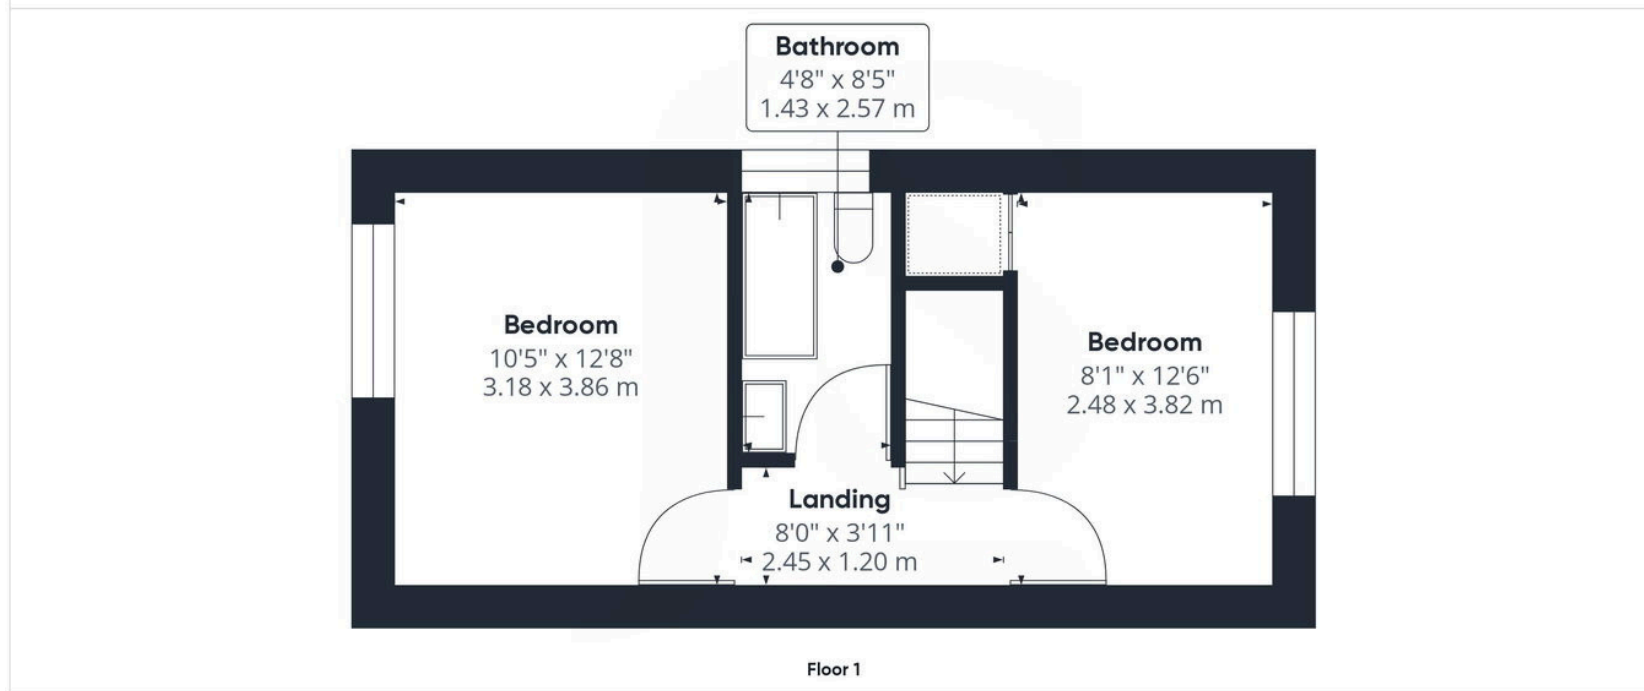 Bathroom
4'8" x 8'5"
1.43 x 2.57 m
Bedroom
10'5" x 12'8"
3.18 x 3.86 m
Bedroom
8'1" x 12'6"
2.48 x 3.82 m
Landing
8'0" x 3'11"
2.45 x 1.20 m
Floor 1